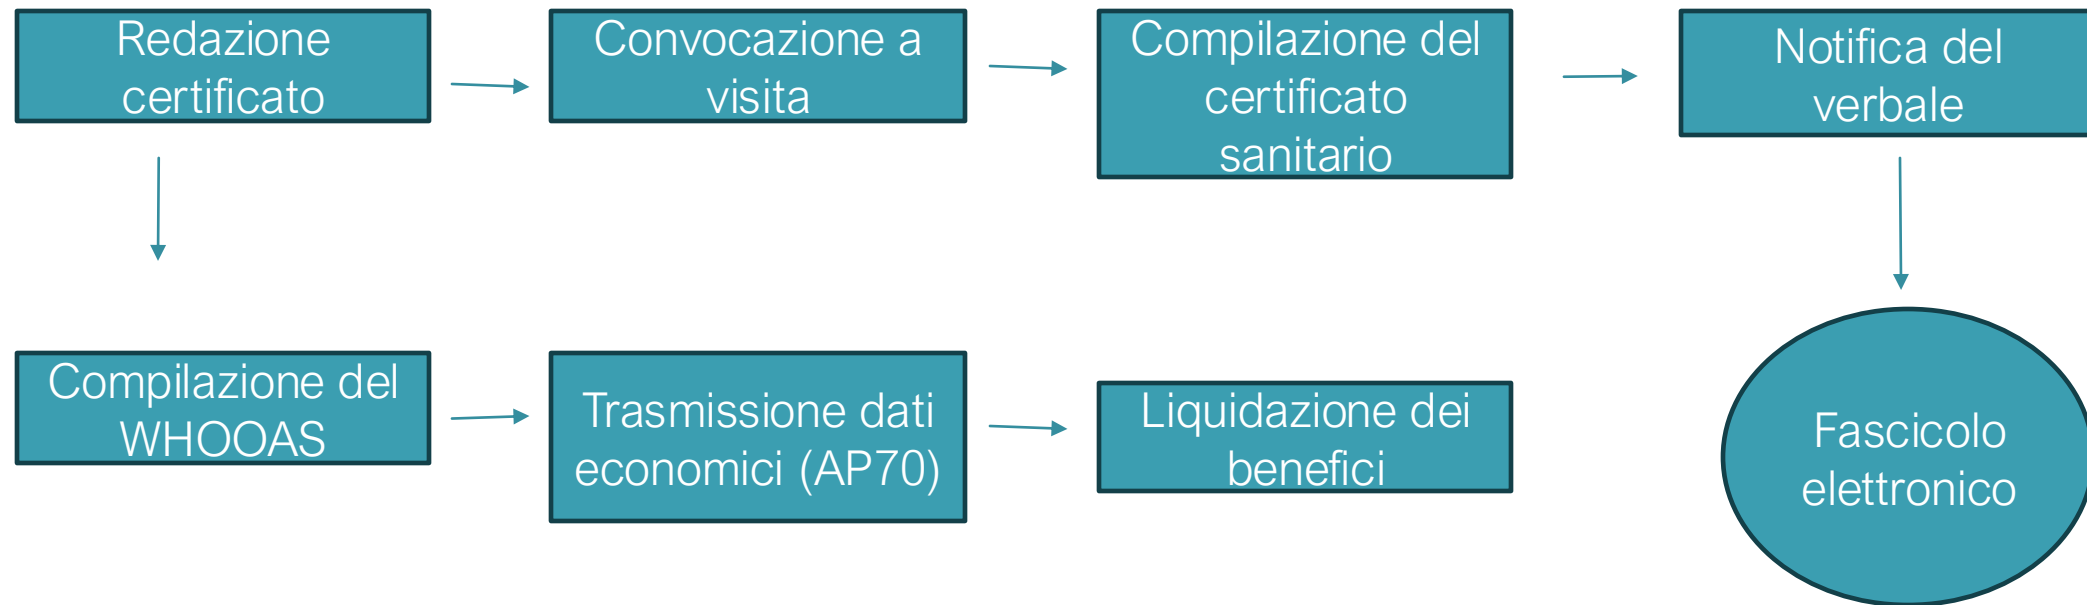 Redazione
certificato
Convocazione a
visita
Compilazione del
certificato
sanitario
Notifica del
verbale
Compilazione del
WHOOAS
Trasmissione dati
economici (AP70)
Liquidazione dei
benefici
Fascicolo
elettronico